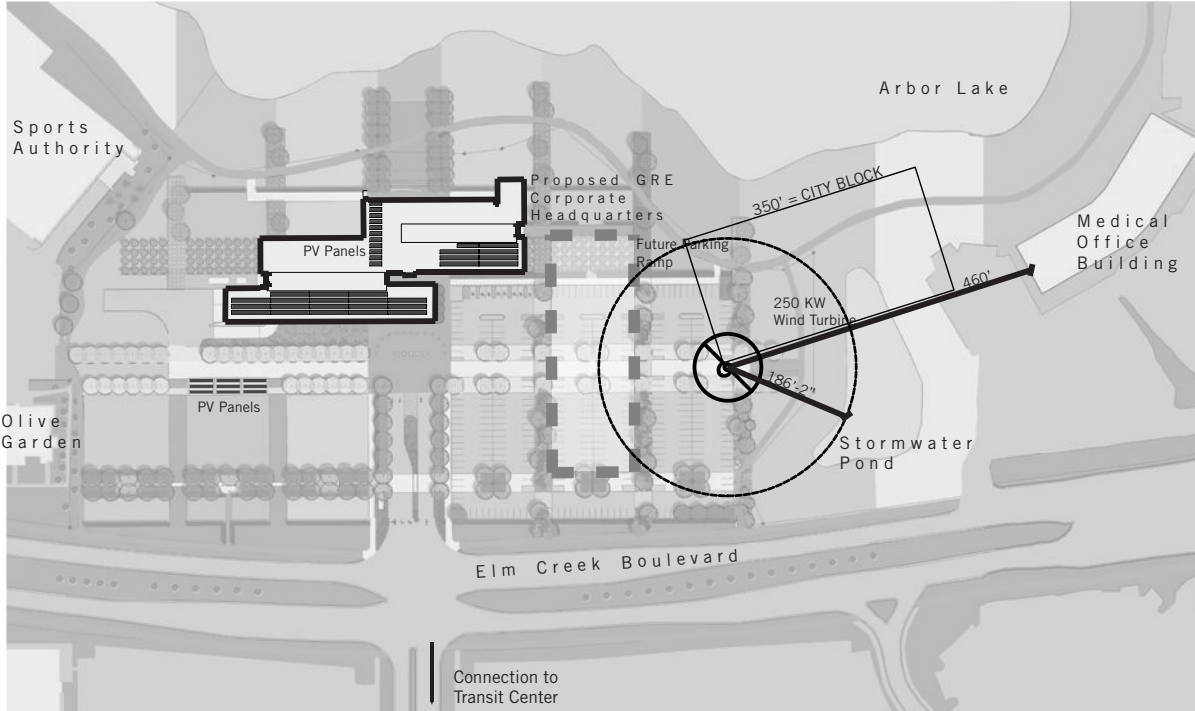 Arbor Lake
Sports
Authority
Proposed GRE
Corporate
Headquarters
350' = CITY BLOCK
Medical
Office
Building
PV Panels
Future Parking
Ramp
460'
250 KW
Wind Turbine
186'-2"
PV Panels
Olive
Garden
Stormwater
Pond
Elm Creek Boulevard
Connection to
Transit Center